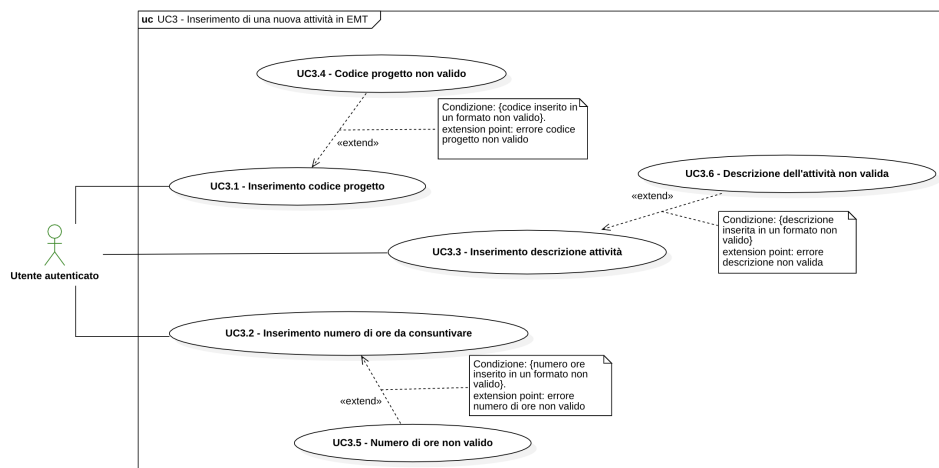 uc UC3 - Inserimento di una nuova attività in EMT
UC3.4 - Codice progetto non valido
Condizione: {codice inserito in
un formato non valido}.
extension point: errore codice
progetto non valido
«extend»
UC3.1 - Inserimento codice progetto
UC3.6 - Descrizione dell'attività non valida
«extend»
Condizione: {descrizione
inserita in un formato non
valido}
extension point: errore
descrizione non valida
UC3.3 - Inserimento descrizione attività
Utente autenticato
UC3.2 - Inserimento numero di ore da consuntivare
Condizione: {numero ore
inserito in un formato non
valido}.
extension point: errore
numero di ore non valido
«extend»
UC3.5 - Numero di ore non valido